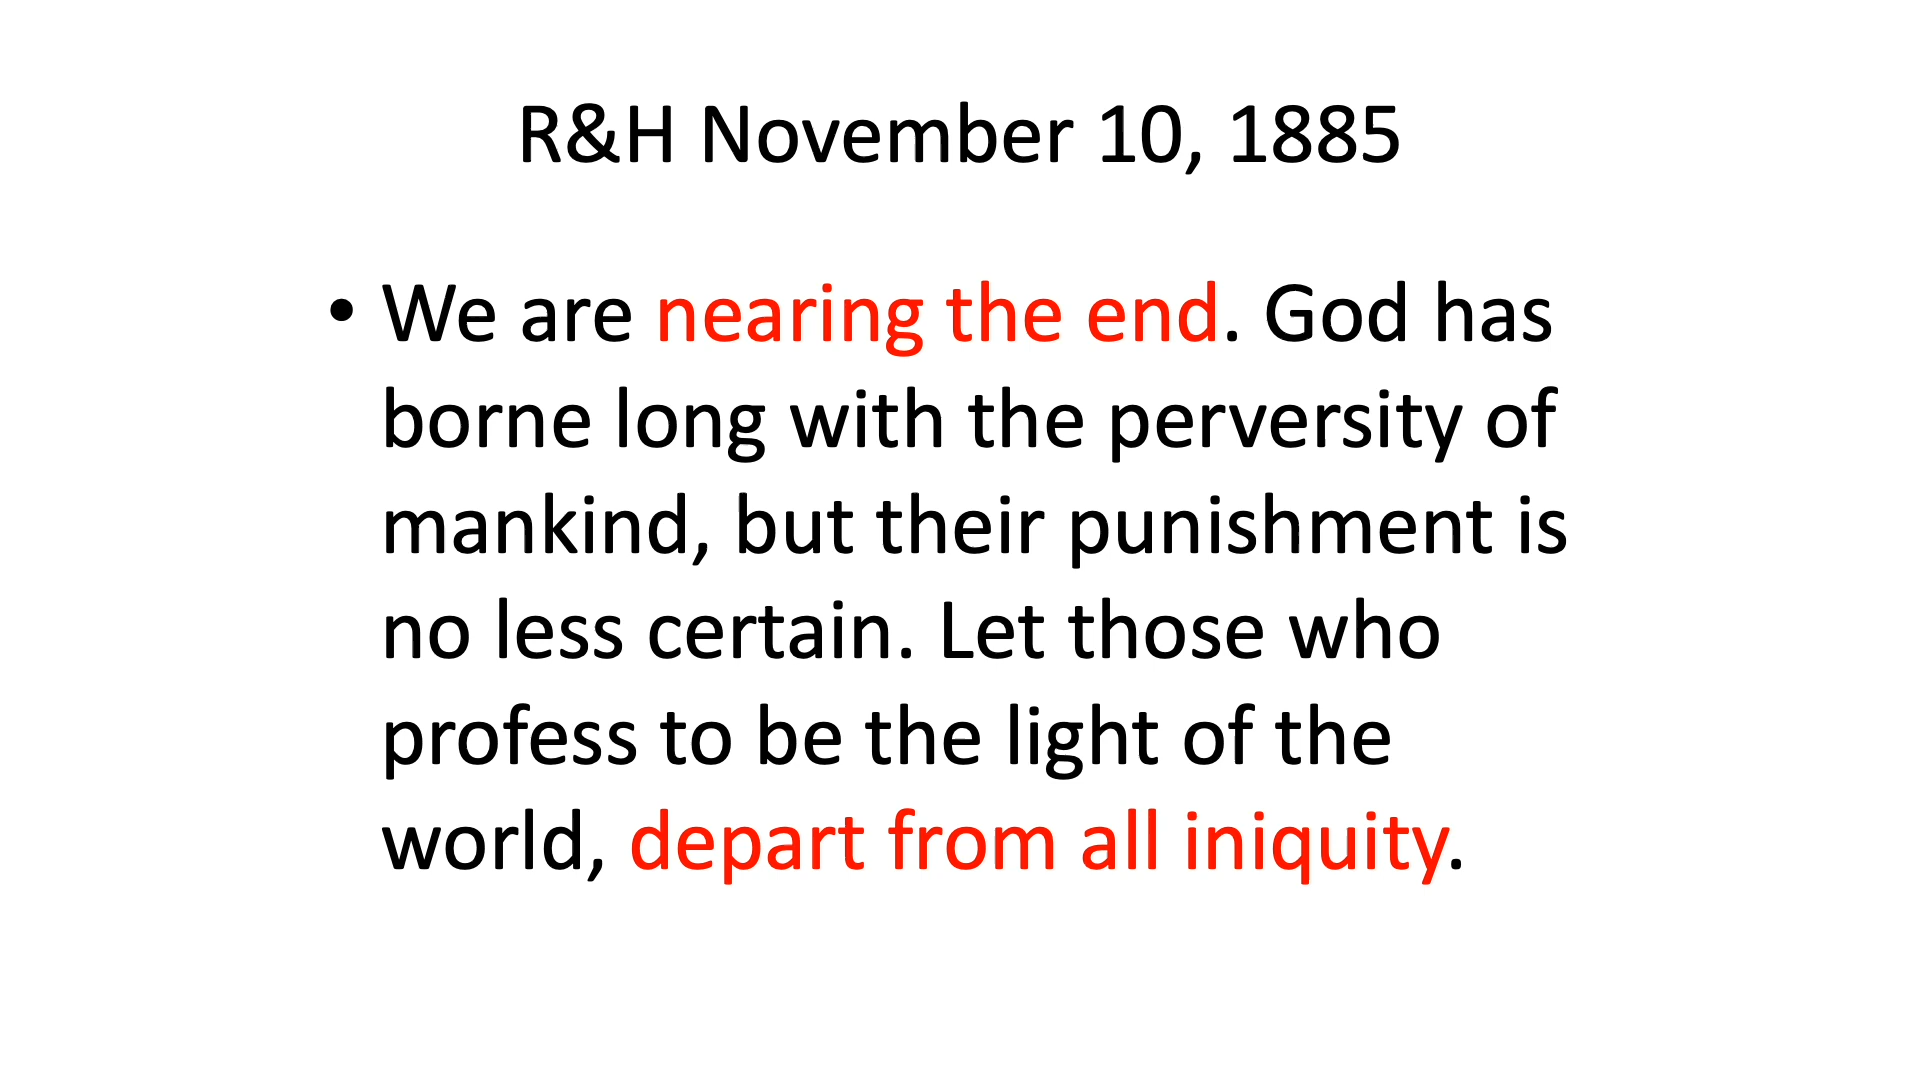 R&H November 10, 1885
• We are nearing the end. God has
borne long with the perversity of
mankind, but their punishment is
no less certain. Let those who
profess to be the light of the
world, depart from all iniquity.